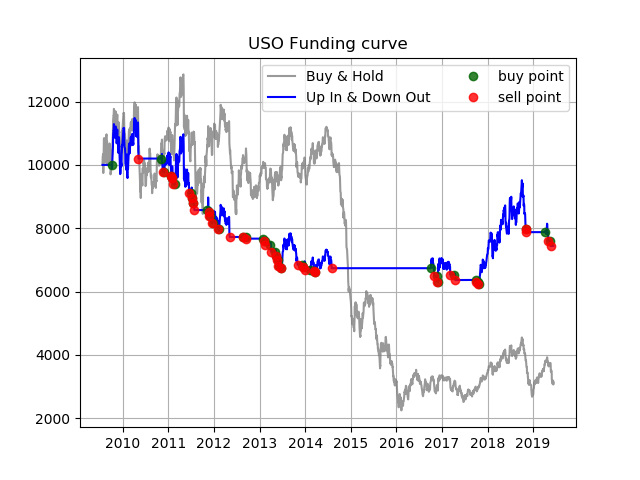 USO Funding curve
Buy & Hold
Up In & Down Out
buy point
sell point
12000
10000
8000
6000
4000
2000
2010 2011 2012 2013 2014 2015 2016 2017 2018 2019